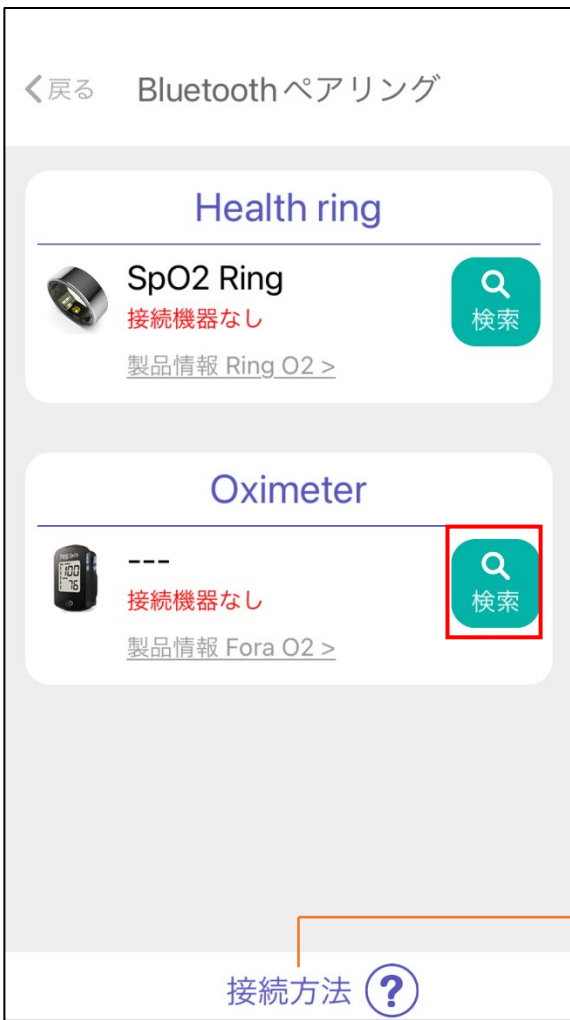 戻る Bluetoothペアリング
Health ring
SpO2 Ring
接続機器なし
検索
製品情報 Ring O2 >
Oximeter
---
接続機器なし
検索
製品情報 Fora O2 >
100
76
接続方法 ?